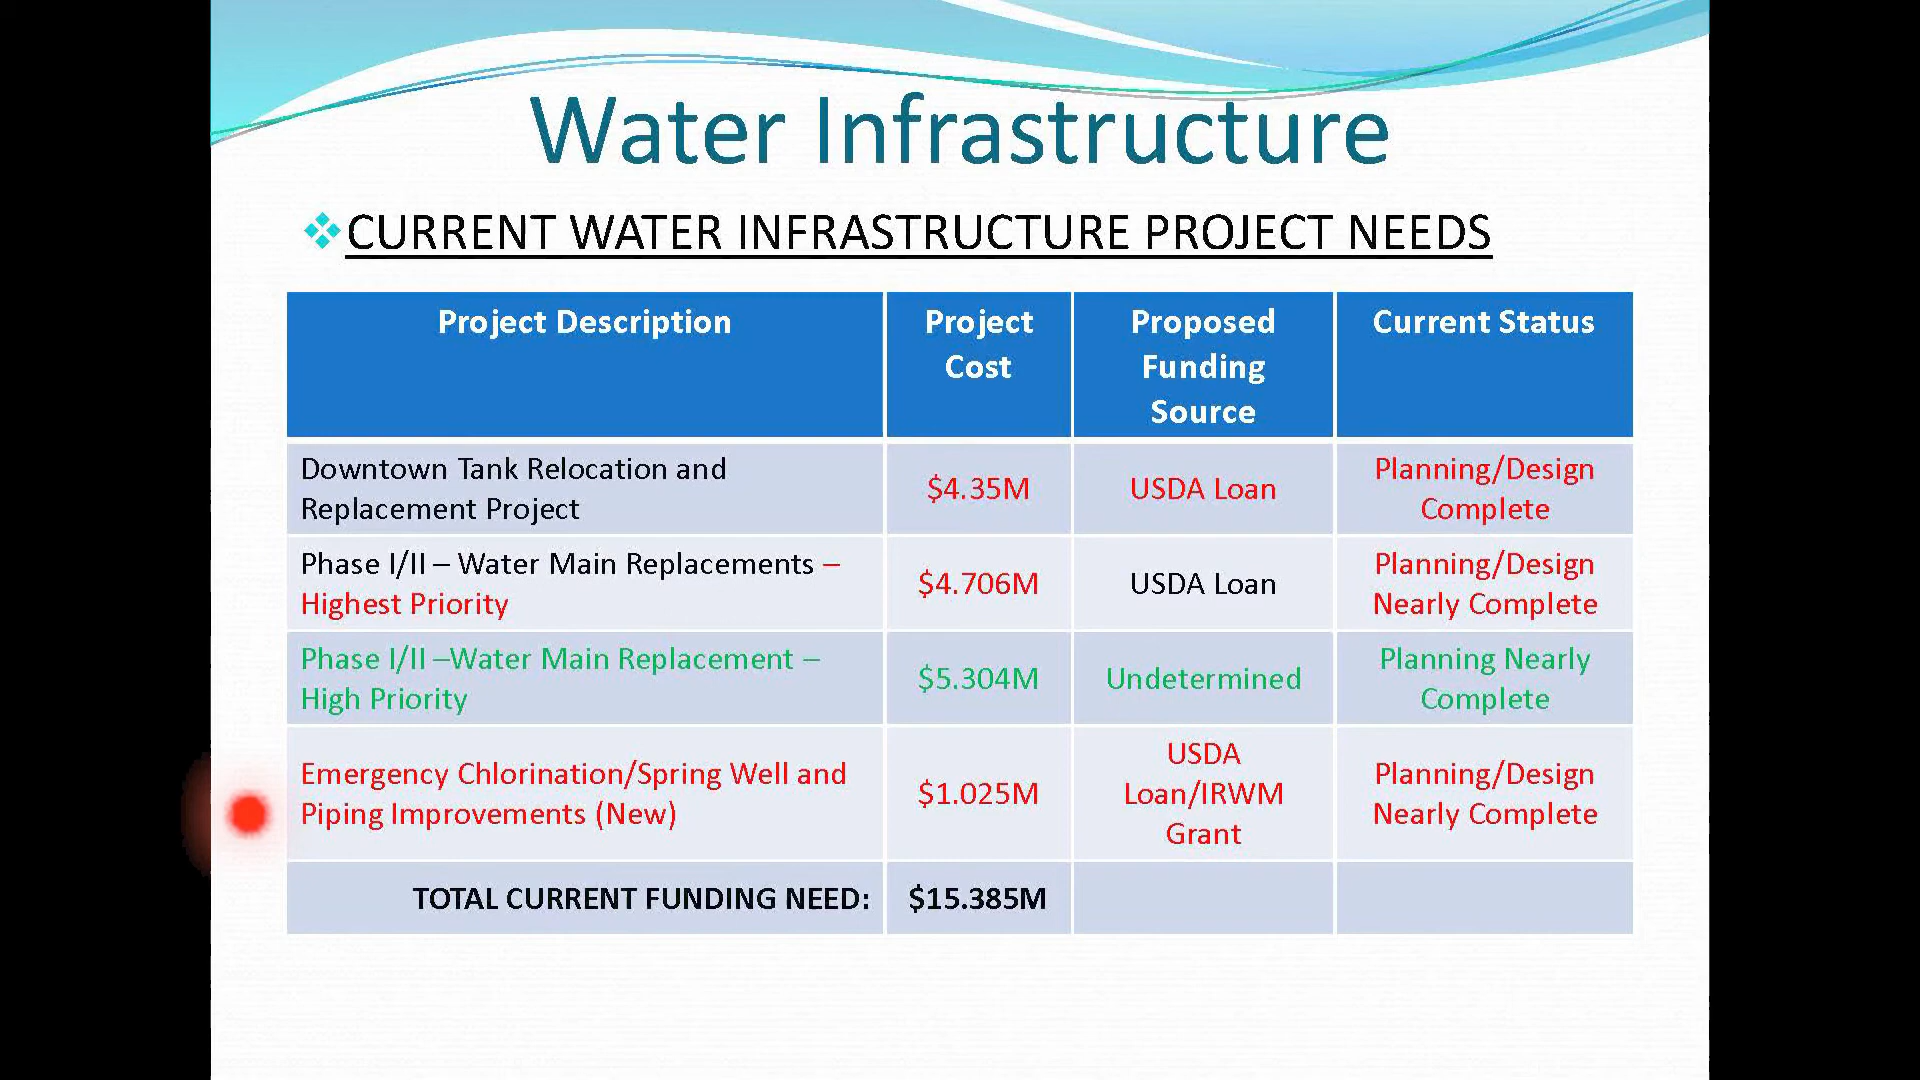 Water Infrastructure
CURRENT WATER INFRASTRUCTURE PROJECT NEEDS
Project Description
Project
Cost
Proposed
Funding
Source
Current Status
Downtown Tank Relocation and
Replacement Project
$4.35M
USDA Loan
Planning/Design
Complete
Phase I/II – Water Main Replacements –
Highest Priority
$4.706M
USDA Loan
Planning/Design
Nearly Complete
Phase I/II –Water Main Replacement –
High Priority
$5.304M
Undetermined
Planning Nearly
Complete
Emergency Chlorination/Spring Well and
Piping Improvements (New)
$1.025M
USDA
Loan/IRWM
Grant
Planning/Design
Nearly Complete
TOTAL CURRENT FUNDING NEED:
$15.385M